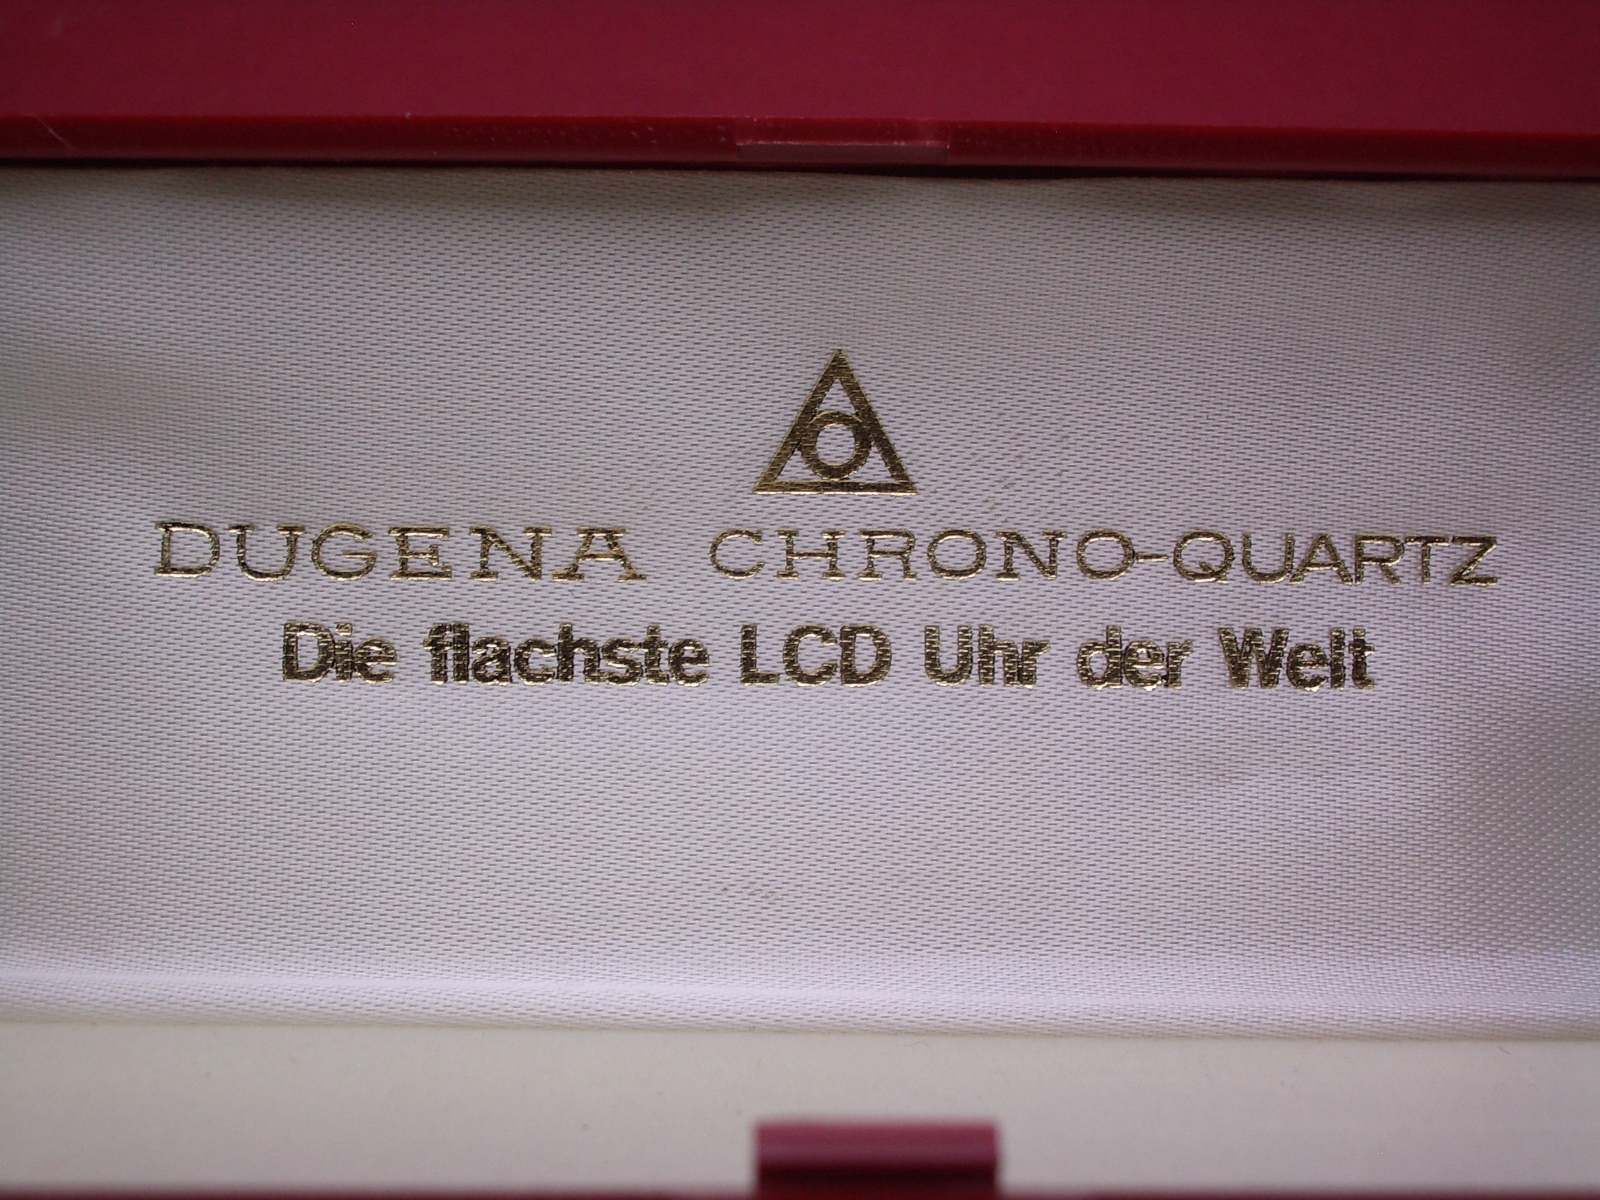 DUGENA CHRONO-QUARTZ
Die flachste LCD Uhr der Welt